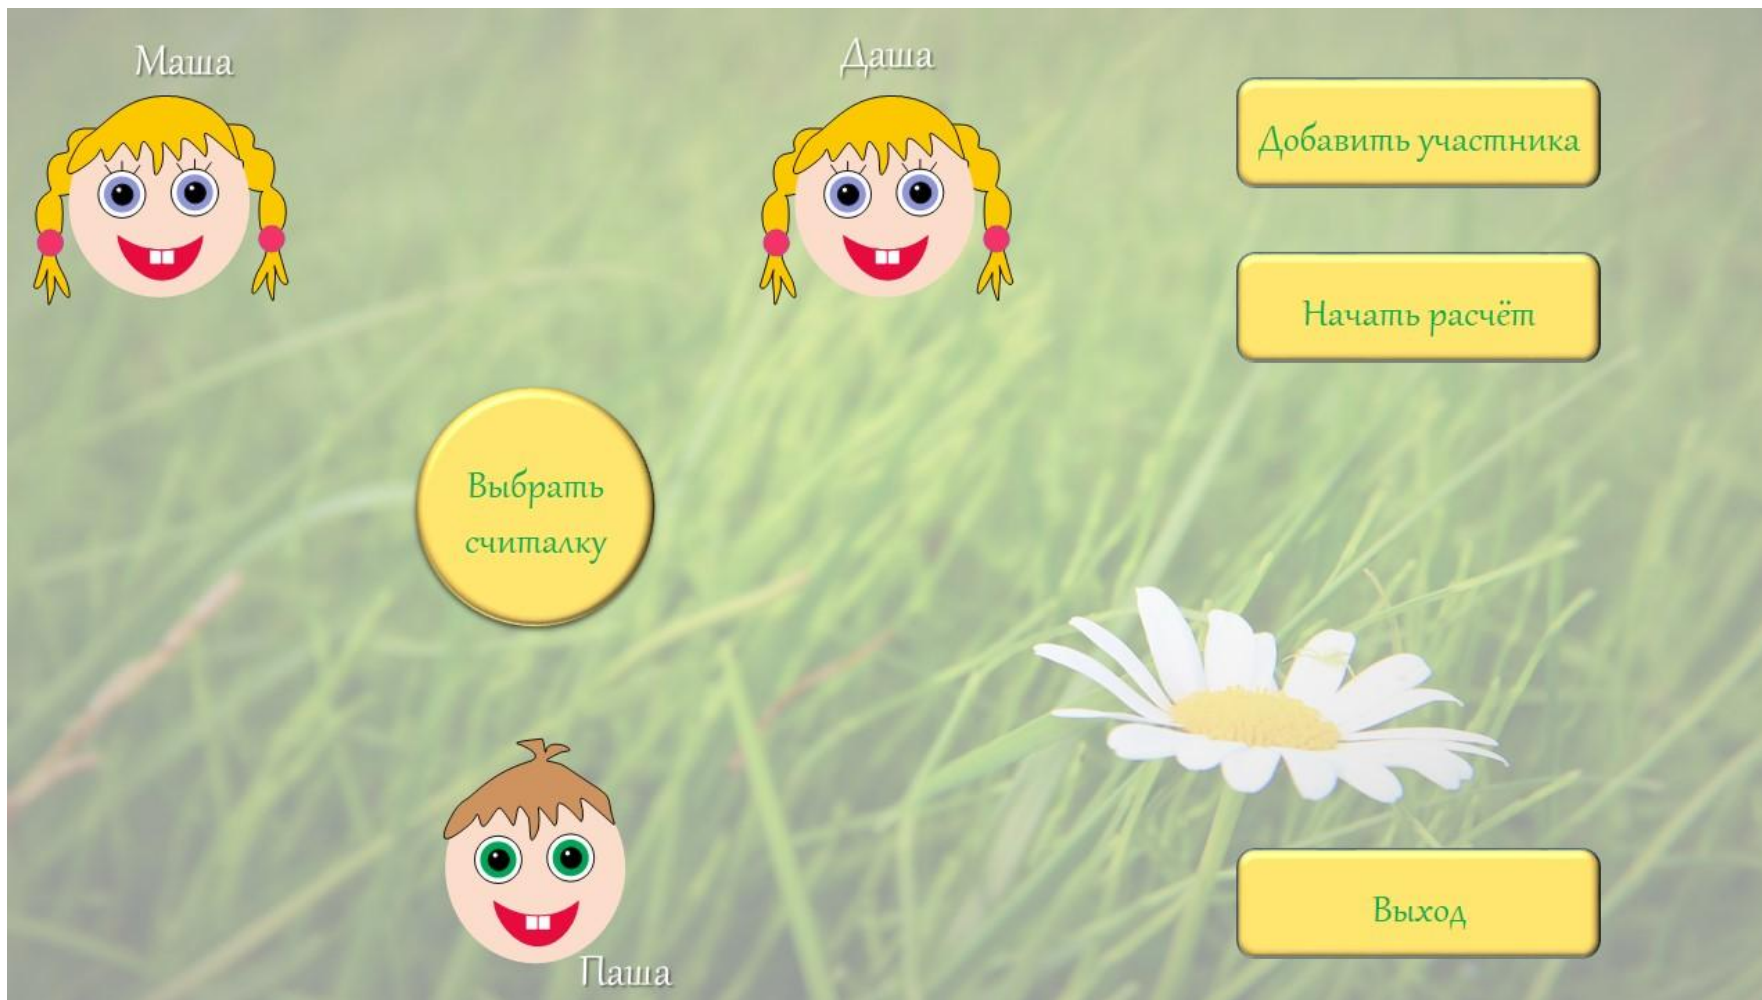 Маша
Даша
Добавить участника
Начать расчёт
Выбрать
считалку
Паша
Выход